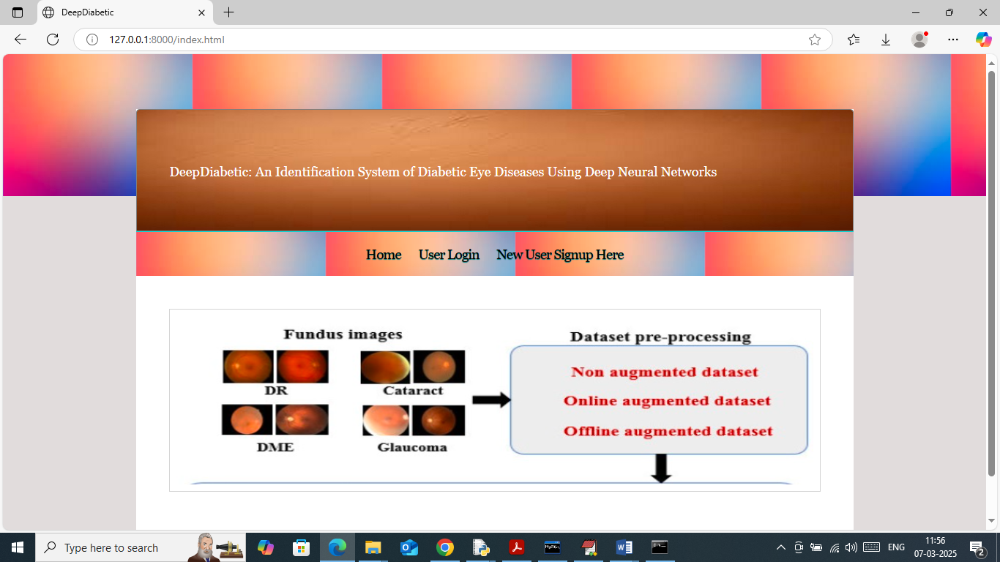 DeepDiabetic
127.0.0.1:8000/index.html
DeepDiabetic: An Identification System of Diabetic Eye Diseases Using Deep Neural Networks
Home User Login New User Signup Here
Fundus images
DR
Cataract
DME
Glaucoma
Dataset pre-processing
Non augmented dataset
Online augmented dataset
Offline augmented dataset
Type here to search
ENG
11:56
07-03-2025
2